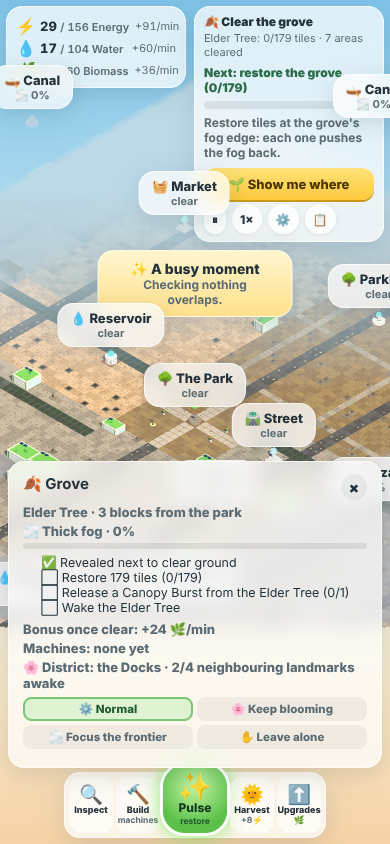 29 / 156 Energy +91/min
17 / 104 Water +60/min
60 Biomass +36/min
Clear the grove
Elder Tree: 0/179 tiles · 7 areas
cleared
Next: restore the grove
(0/179)
Restore tiles at the grove's
fog edge: each one pushes
the fog back.
Show me where
1×
Canal
0%
Can
0%
Market
clear
A busy moment
Checking nothing
overlaps.
Reservoir
clear
Parki
clear
The Park
clear
Street
clear
Grove
Elder Tree · 3 blocks from the park
Thick fog · 0%
Revealed next to clear ground
Restore 179 tiles (0/179)
Release a Canopy Burst from the Elder Tree (0/1)
Wake the Elder Tree
Bonus once clear: +24 /min
Machines: none yet
District: the Docks · 2/4 neighbouring landmarks
awake
Normal
Keep blooming
Focus the frontier
Leave alone
Inspect
Build
machines
Pulse
restore
Harvest
+8
Upgrades